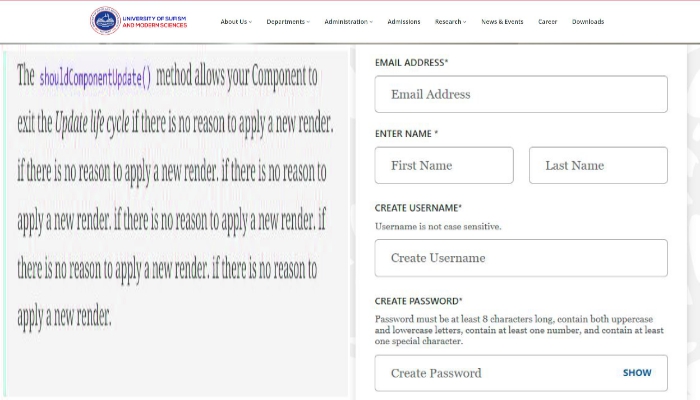 UNIVERSITY OF SUFISM
AND MODERN SCIENCES
About Us
Departments
Administration
Admissions
Research
News & Events
Career
Downloads
The shouldComponentUpdate() method allows your Component to
exit the Update life cycle if there is no reason to apply a new render.
if there is no reason to apply a new render. if there is no reason to
apply a new render. if there is no reason to apply a new render. if
there is no reason to apply a new render. if there is no reason to
apply a new render.
EMAIL ADDRESS*
Email Address
ENTER NAME *
First Name
Last Name
CREATE USERNAME*
Username is not case sensitive.
Create Username
CREATE PASSWORD*
Password must be at least 8 characters long, contain both uppercase
and lowercase letters, contain at least one number, and contain at least
one special character.
Create Password
SHOW